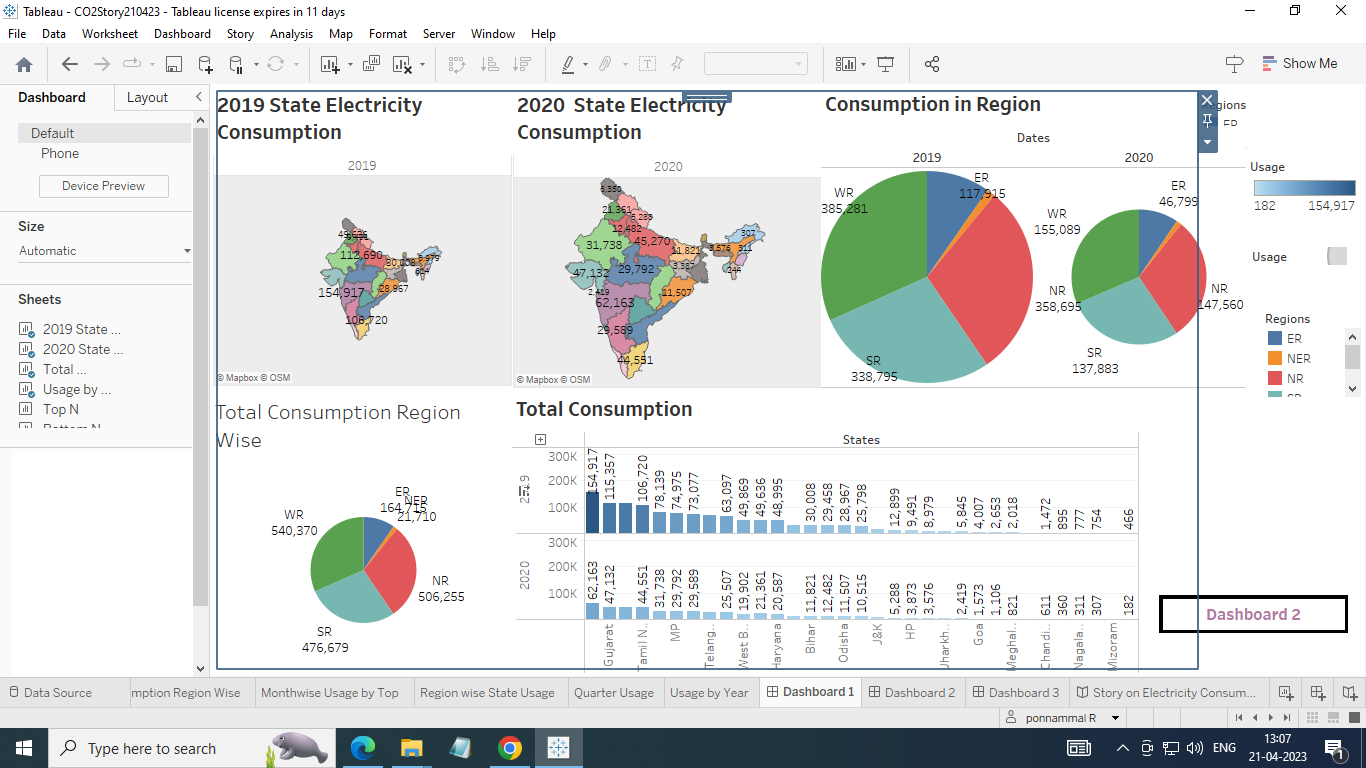 Tableau - CO2Story210423 - Tableau license expires in 11 days
File Data Worksheet Dashboard Story Analysis Map Format Server Window Help
Show Me
Dashboard Layout
Default
Phone
Device Preview
Size
Automatic
Sheets
2019 State ...
2020 State ...
Total ...
Usage by ...
Top N
Bottom N
2019 State Electricity
Consumption
2019
112,690
30,008
154,917
28,967
106,720
© Mapbox © OSM
2020 State Electricity
Consumption
2020
21,361
5,288
12,482
31,738
45,270
11,821
3,576
307
311
47,132
29,792
244
2,419
62,163
11,507
29,589
44,551
© Mapbox © OSM
Consumption in Region
Dates
2019 2020
WR
385,281
ER
117,915
NR
358,695
SR
338,795
WR
155,089
ER
46,799
NR
147,560
SR
137,883
Regions
ER
Usage
182 154,917
Usage
Regions
ER
NER
NR
SR
Total Consumption Region
Wise
WR
540,370
ER
164,715
NER
21,710
NR
506,255
SR
476,679
Total Consumption
States
2019
300K
200K
100K
154,917 115,357 106,720 78,139 74,975 73,077 63,097 49,869 49,636 48,995 30,008 29,458 28,967 25,798 12,899 9,491 8,979 5,845 4,007 2,653 2,018 1,472 895 777 754 466
2020
300K
200K
100K
62,163 47,132 44,551 31,738 29,792 29,589 25,507 19,902 21,361 20,587 11,821 12,482 11,507 10,515 5,288 3,873 3,576 2,419 1,573 1,106 821 611 360 311 307 182
Gujarat Tamil N.. MP Telang.. West B.. Haryana Bihar Odisha J&K HP Jharkh.. Goa Meghal.. Chandi.. Nagala.. Mizoram
Dashboard 2
Data Source mption Region Wise Monthwise Usage by Top Region wise State Usage Quarter Usage Usage by Year Dashboard 1 Dashboard 2 Dashboard 3 Story on Electricity Consum...
ponnammal R
Type here to search
ENG
13:07
21-04-2023
1